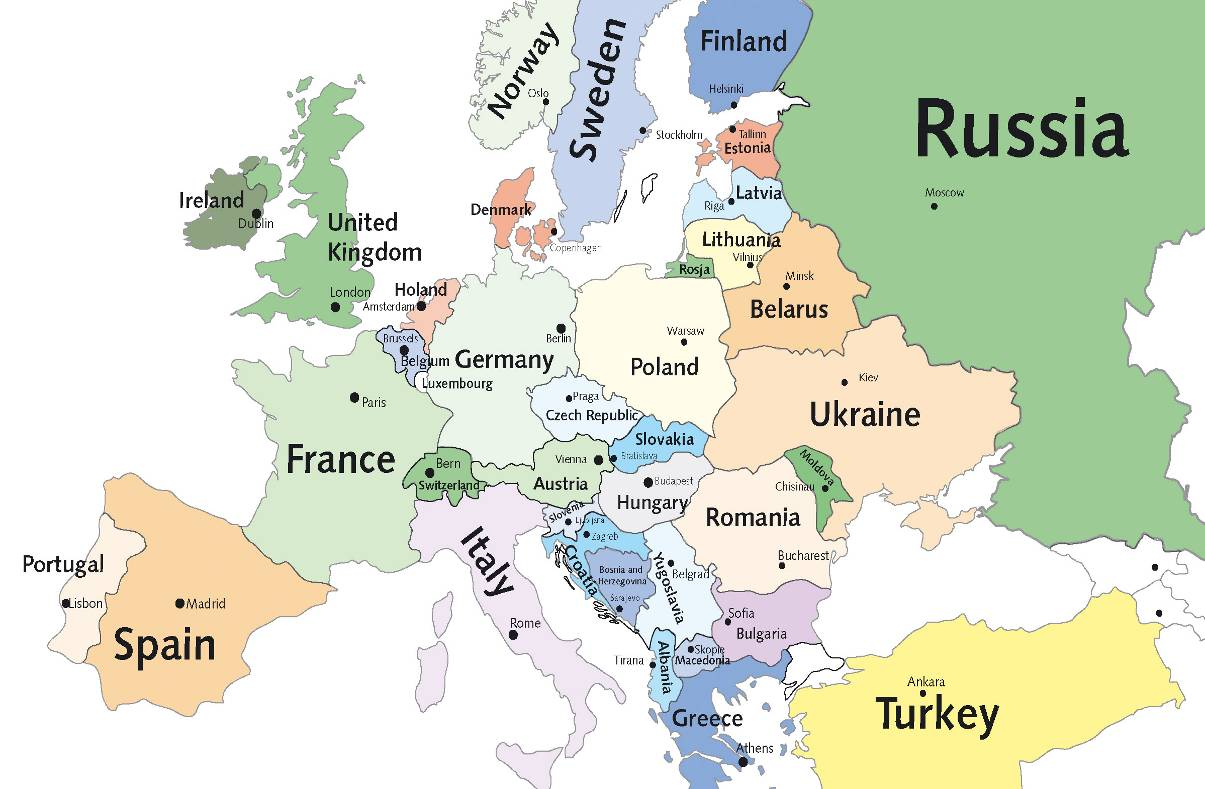 Norway
Oslo
Sweden
Stockholm
Finland
Helsinki
Russia
Moscow
Tallinn
Estonia
Latvia
Riga
Lithuania
Vilnius
Rosja
Minsk
Belarus
Ireland
Dublin
United
Kingdom
London
Denmark
Copenhager
Holand
Amsterdam
Brussels
Belgium
Luxembourg
Germany
Berlin
Warsaw
Poland
Kiev
Ukraine
Paris
France
Praga
Czech Republic
Slovakia
Bratislava
Bern
Switzerland
Vienna
Austria
Budapest
Hungary
Moldova
Chisinau
Romania
Bucharest
Slovenia
Zagreb
Croatia
Bosnia and
Herzegovina
Sarajevo
Yugoslavia
Belgrad
Italy
Rome
Portugal
Lisbon
Madrid
Spain
Sofia
Bulgaria
Skopie
Macedonia
Tirana
Albania
Greece
Athens
Ankara
Turkey